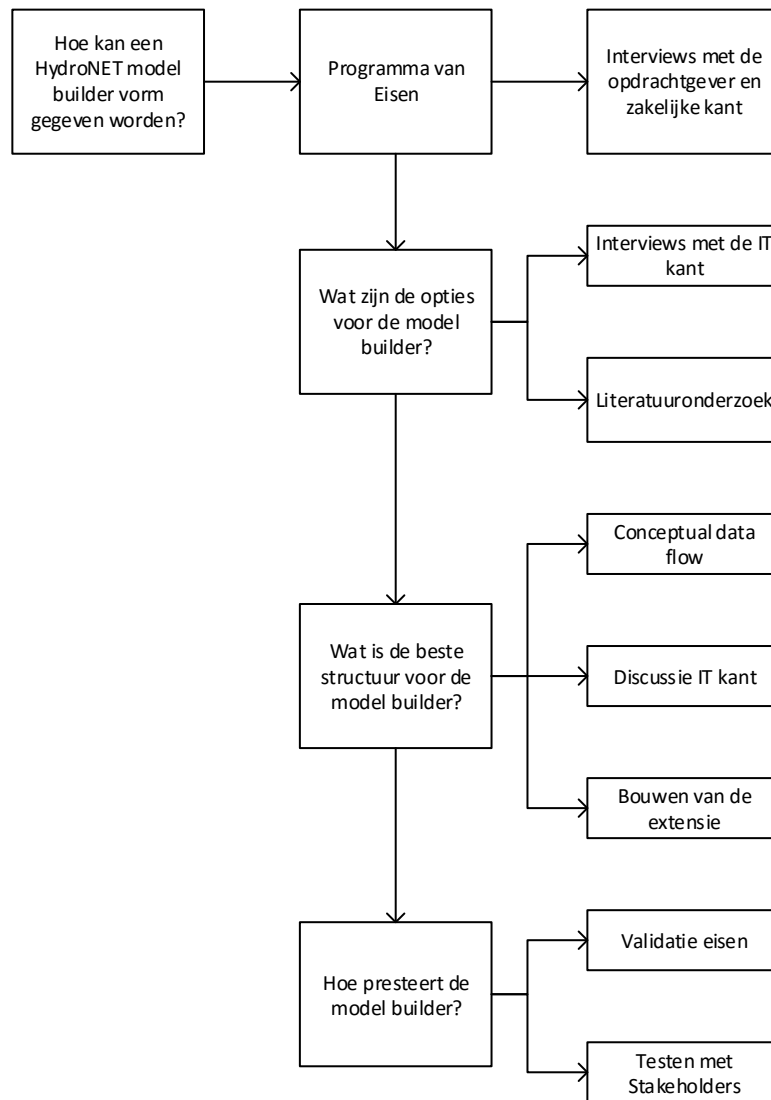 Hoe kan een
HydroNET model
builder vorm
gegeven worden?
Programma van
Eisen
Interviews met de
opdrachtgever en
zakelijke kant
Wat zijn de opties
voor de model
builder?
Interviews met de IT
kant
Literatuuronderzoek
Wat is de beste
structuur voor de
model builder?
Conceptual data
flow
Discussie IT kant
Bouwen van de
extensie
Hoe presteert de
model builder?
Validatie eisen
Testen met
Stakeholders